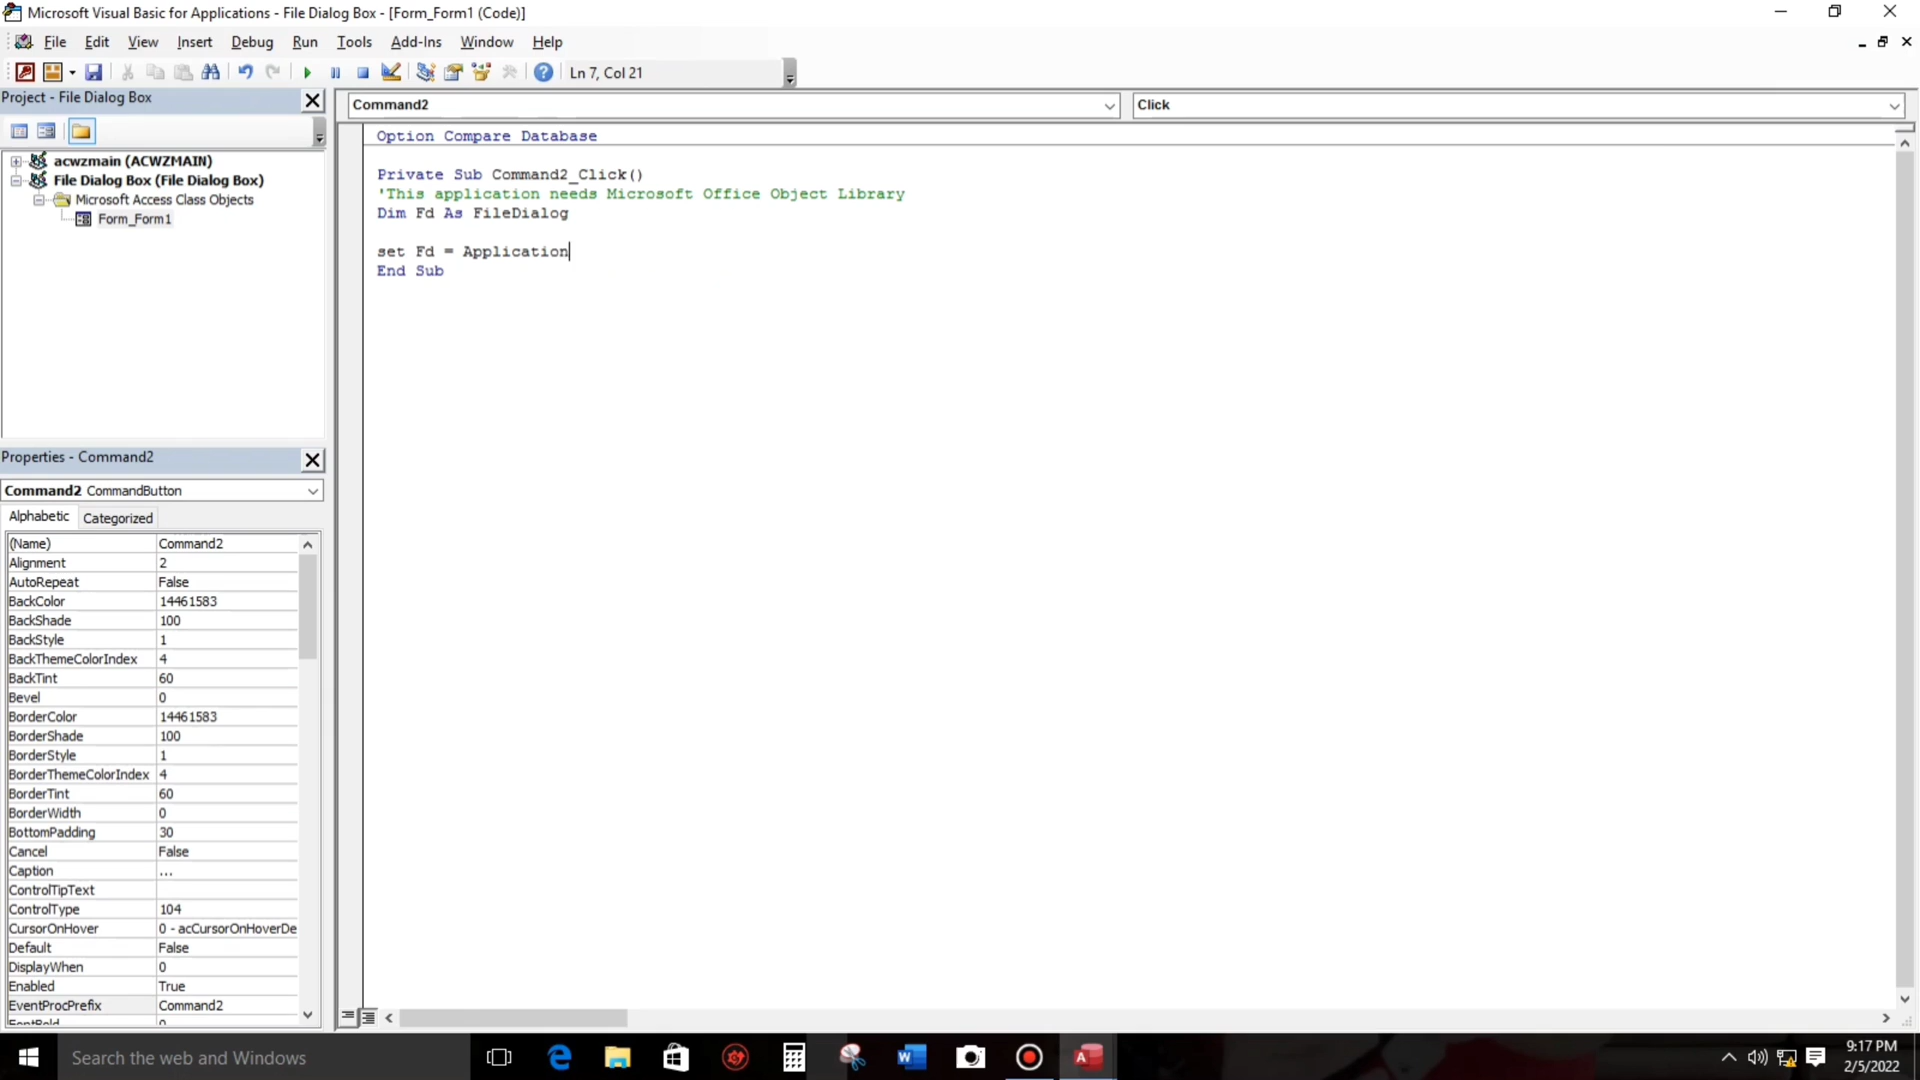 Microsoft Visual Basic for Applications - File Dialog Box - [Form_Form1 (Code)]
File Edit View Insert Debug Run Tools Add-Ins Window Help
Ln 7, Col 21
Project - File Dialog Box
acwzmain (ACWZMAIN)
File Dialog Box (File Dialog Box)
Microsoft Access Class Objects
Form_Form1
Command2
Click
Option Compare Database
Private Sub Command2_Click()
'This application needs Microsoft Office Object Library
Dim Fd As FileDialog
set Fd = Application
End Sub
Properties - Command2
Command2 CommandButton
Alphabetic Categorized
(Name) Command2
Alignment 2
AutoRepeat False
BackColor 14461583
BackShade 100
BackStyle 1
BackThemeColorIndex 4
BackTint 60
Bevel 0
BorderColor 14461583
BorderShade 100
BorderStyle 1
BorderThemeColorIndex 4
BorderTint 60
BorderWidth 0
BottomPadding 30
Cancel False
Caption ...
ControlTipText
ControlType 104
CursorOnHover 0 - acCursorOnHoverDe
Default False
DisplayWhen 0
Enabled True
EventProcPrefix Command2
FontBold 0
Search the web and Windows
9:17 PM
2/5/2022